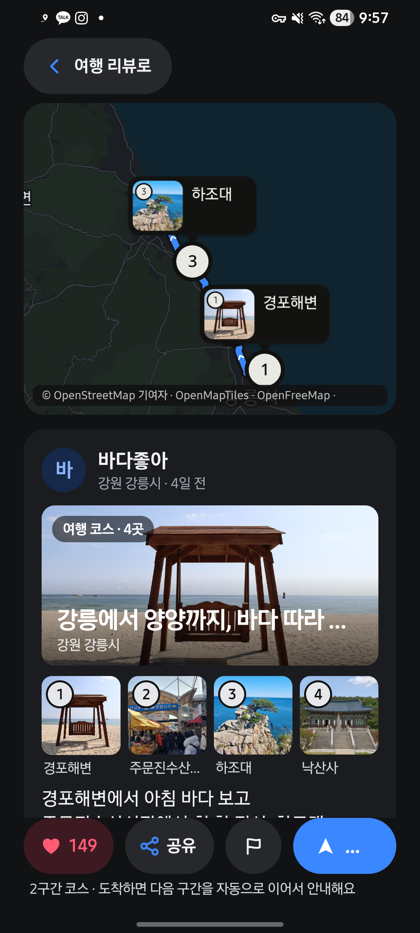 TALK
84 9:57
여행 리뷰로
3
하조대
3
1
경포해변
1
© OpenStreetMap 기여자 · OpenMapTiles · OpenFreeMap ·
바
바다좋아
강원 강릉시 · 4일 전
여행 코스 · 4곳
강릉에서 양양까지, 바다 따라 ...
강원 강릉시
1 2 3 4
경포해변 주문진수산... 하조대 낙산사
경포해변에서 아침 바다 보고
149 공유 ...
2구간 코스 · 도착하면 다음 구간을 자동으로 이어서 안내해요